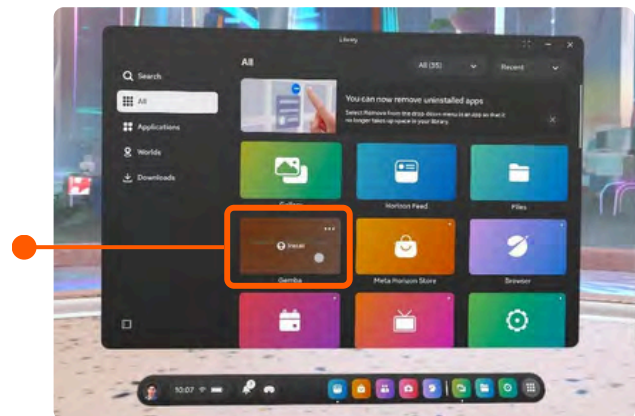 Library
All
All (35)
Recent
Search
All
Applications
Worlds
Downloads
You can now remove uninstalled apps
Select Remove from the drop-down menu in an app so that it
no longer takes up space in your library.
Gallery
Horizon Feed
Files
Install
Gemba
Meta Horizon Store
Browser
10:07